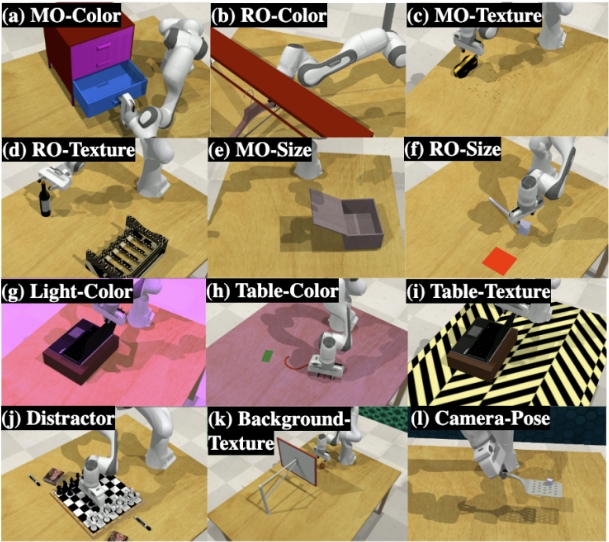 (a) MO-Color
(b) RO-Color
(c) MO-Texture
(d) RO-Texture
(e) MO-Size
(f) RO-Size
(g) Light-Color
(h) Table-Color
(i) Table-Texture
(j) Distractor
(k) Background-
Texture
(l) Camera-Pose